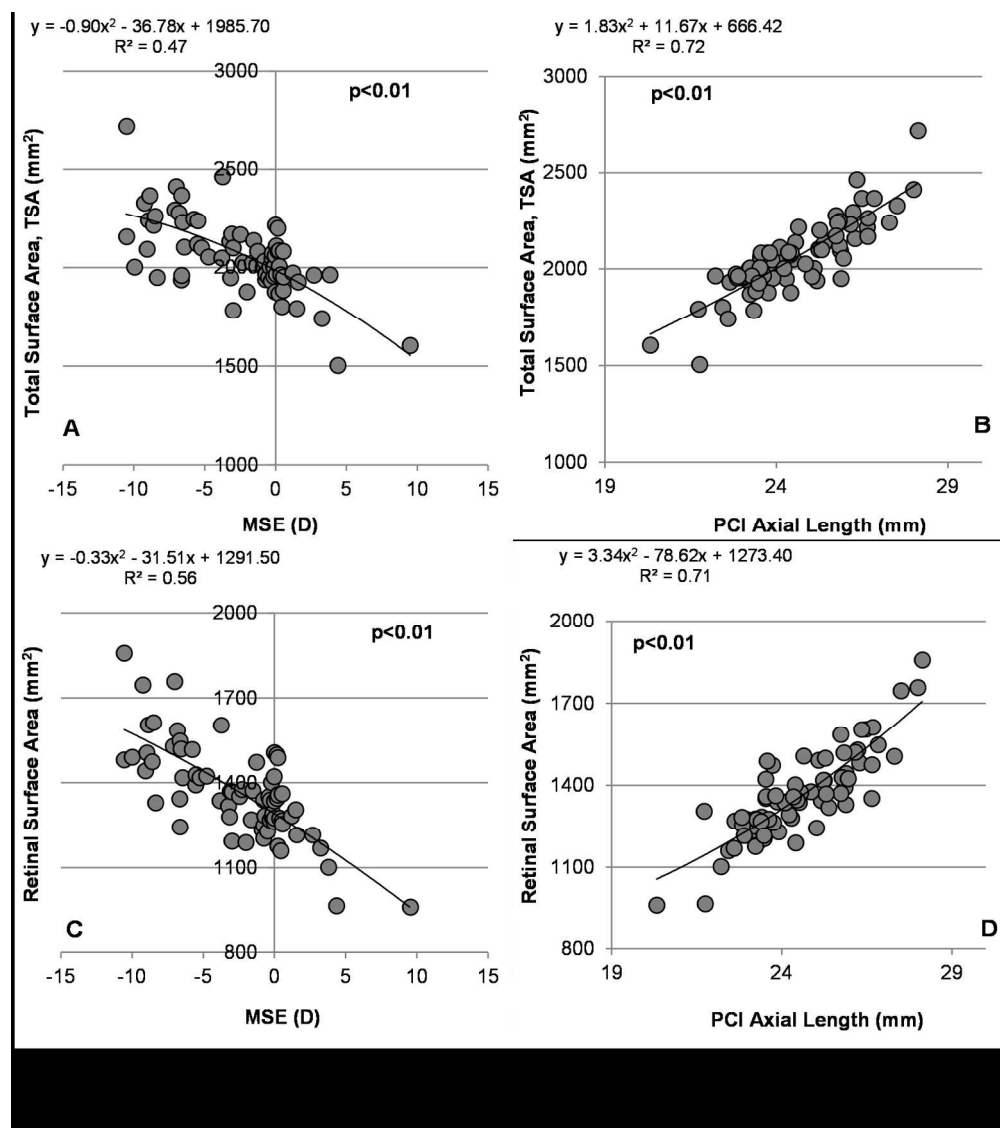 y = -0.90x² - 36.78x + 1985.70
R² = 0.47
p<0.01
Total Surface Area, TSA (mm²)
3000
2500
2000
1500
1000
A
-15 -10 -5 0 5 10 15
MSE (D)
y = 1.83x² + 11.67x + 666.42
R² = 0.72
p<0.01
Total Surface Area, TSA (mm²)
3000
2500
2000
1500
1000
B
19 24 29
PCI Axial Length (mm)
y = -0.33x² - 31.51x + 1291.50
R² = 0.56
p<0.01
Retinal Surface Area (mm²)
2000
1700
1400
1100
800
C
-15 -10 -5 0 5 10 15
MSE (D)
y = 3.34x² - 78.62x + 1273.40
R² = 0.71
p<0.01
Retinal Surface Area (mm²)
2000
1700
1400
1100
800
D
19 24 29
PCI Axial Length (mm)